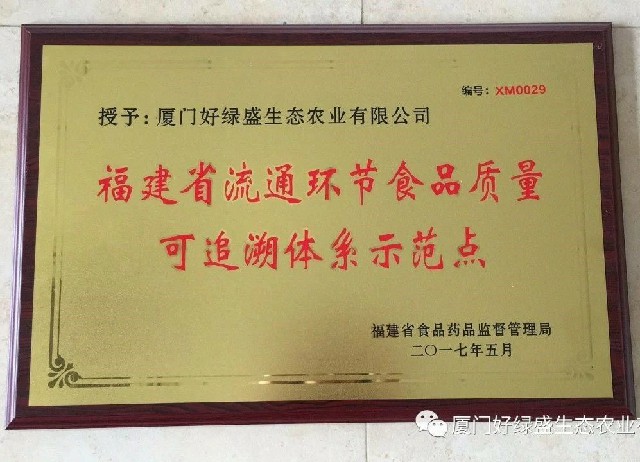 编号：XM0029
授予：厦门好绿盛生态农业有限公司
福建省流通环节食品质量
可追溯体系示范点
福建省食品药品监督管理局
二〇一七年五月
厦门好绿盛生态农业